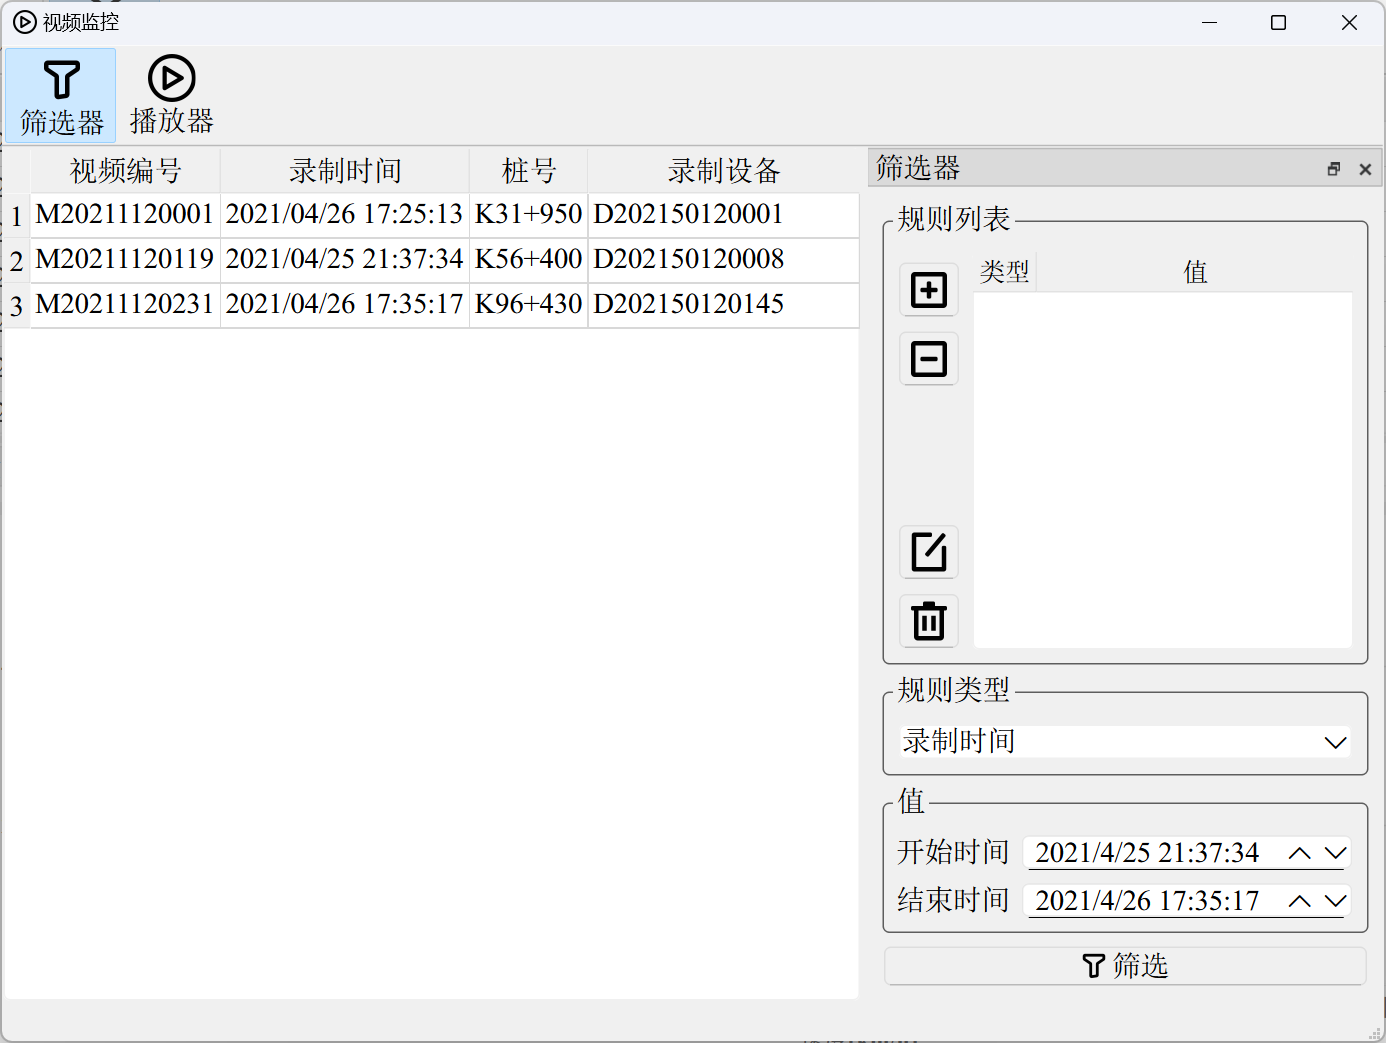 视频监控
筛选器 播放器
视频编号 录制时间 桩号 录制设备
1 M20211120001 2021/04/26 17:25:13 K31+950 D202150120001
2 M20211120119 2021/04/25 21:37:34 K56+400 D202150120008
3 M20211120231 2021/04/26 17:35:17 K96+430 D202150120145
筛选器
规则列表
类型 值
规则类型
录制时间
值
开始时间 2021/4/25 21:37:34
结束时间 2021/4/26 17:35:17
筛选